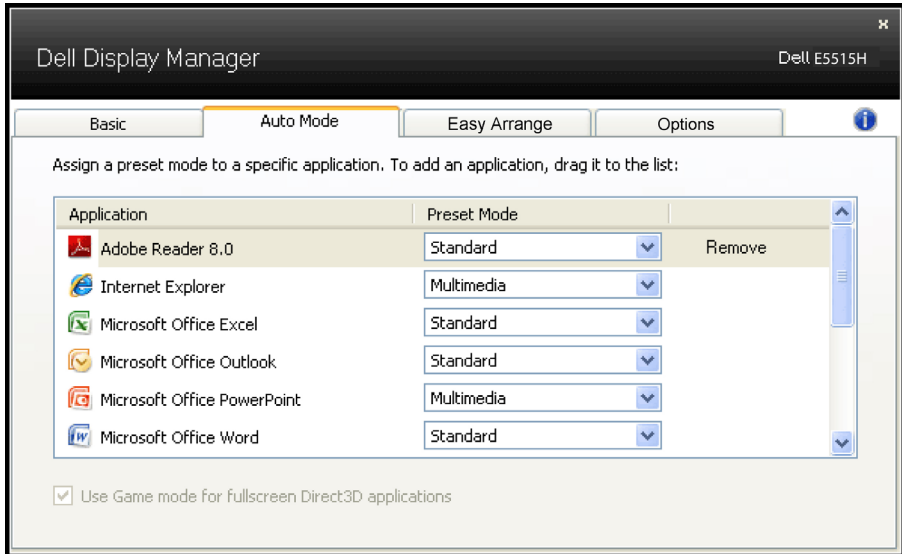 Dell Display Manager
Dell E5515H
Basic
Auto Mode
Easy Arrange
Options
Assign a preset mode to a specific application. To add an application, drag it to the list:
Application Preset Mode
Adobe Reader 8.0 Standard Remove
Internet Explorer Multimedia
Microsoft Office Excel Standard
Microsoft Office Outlook Standard
Microsoft Office PowerPoint Multimedia
Microsoft Office Word Standard
Use Game mode for fullscreen Direct3D applications